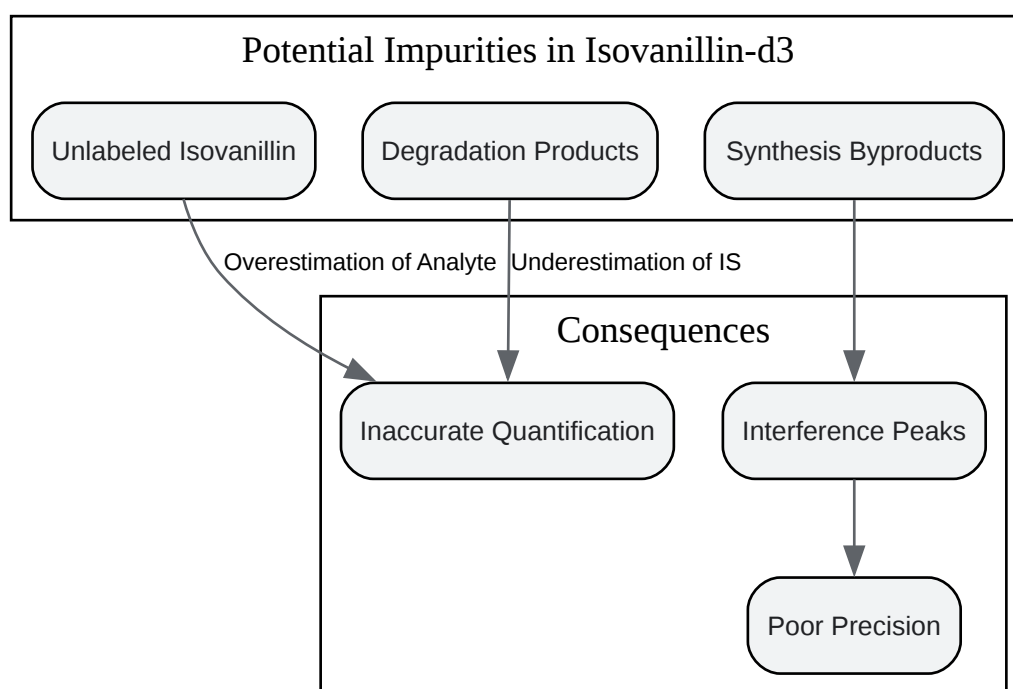 Potential Impurities in Isovanillin-d3
Unlabeled Isovanillin
Degradation Products
Synthesis Byproducts
Overestimation of Analyte
Underestimation of IS
Consequences
Inaccurate Quantification
Interference Peaks
Poor Precision